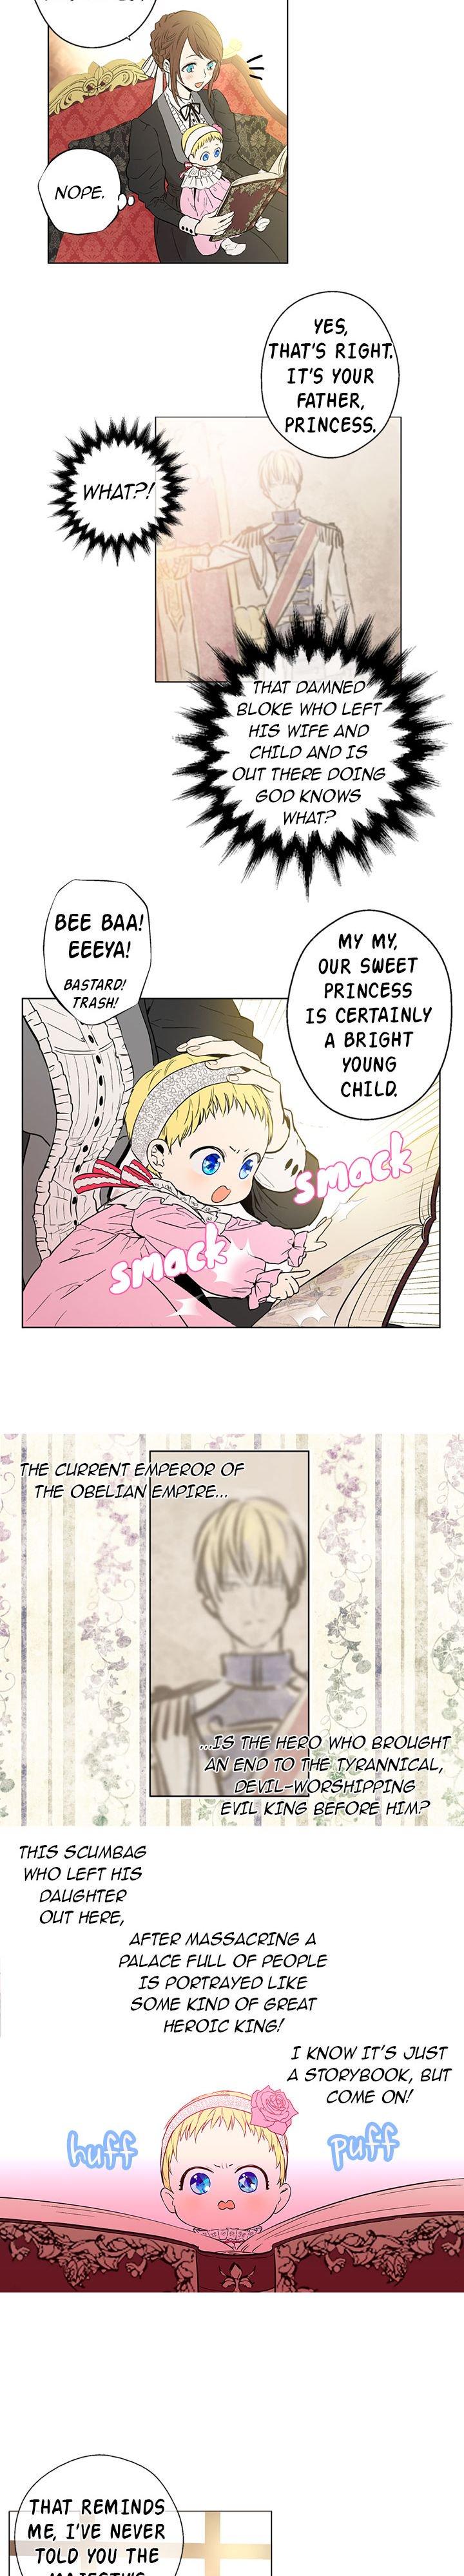 NOPE.
YES,
THAT'S RIGHT.
IT'S YOUR
FATHER,
PRINCESS.
WHAT?!
THAT DAMNED
BLOKE WHO LEFT
HIS WIFE AND
CHILD AND IS
OUT THERE DOING
GOD KNOWS
WHAT?
BEE BAA!
EEEYA!
BASTARD!
TRASH!
MY MY,
OUR SWEET
PRINCESS
IS CERTAINLY
A BRIGHT
YOUNG
CHILD.
smack
smack
THE CURRENT EMPEROR OF
THE OBELIAN EMPIRE...
...IS THE HERO WHO BROUGHT
AN END TO THE TYRANNICAL,
DEVIL-WORSHIPPING
EVIL KING BEFORE HIM?
THIS SCUMBAG
WHO LEFT HIS
DAUGHTER
OUT HERE,
AFTER MASSACRING A
PALACE FULL OF PEOPLE
IS PORTRAYED LIKE
SOME KIND OF GREAT
HEROIC KING!
I KNOW IT'S JUST
A STORYBOOK, BUT
COME ON!
huff
puff
THAT REMINDS
ME, I'VE NEVER
TOLD YOU THE